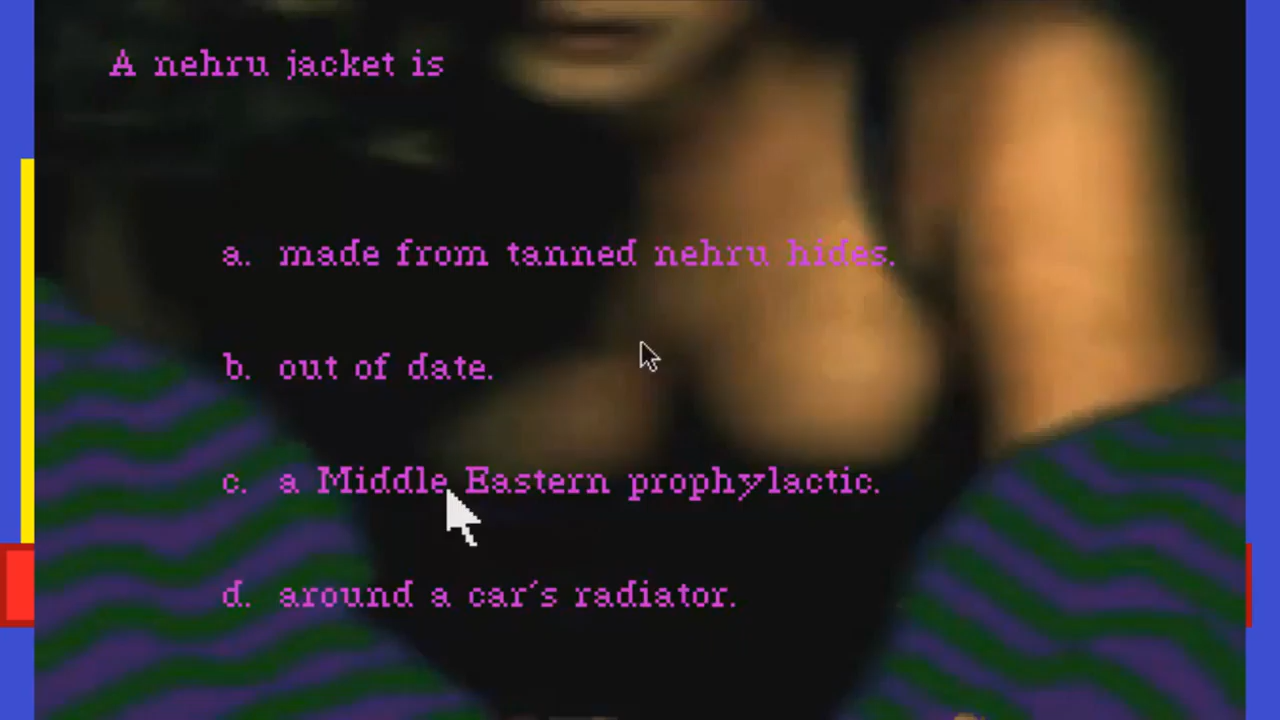 A nehru jacket is
a. made from tanned nehru hides.
b. out of date.
c. a Middle Eastern prophylactic.
d. around a car's radiator.